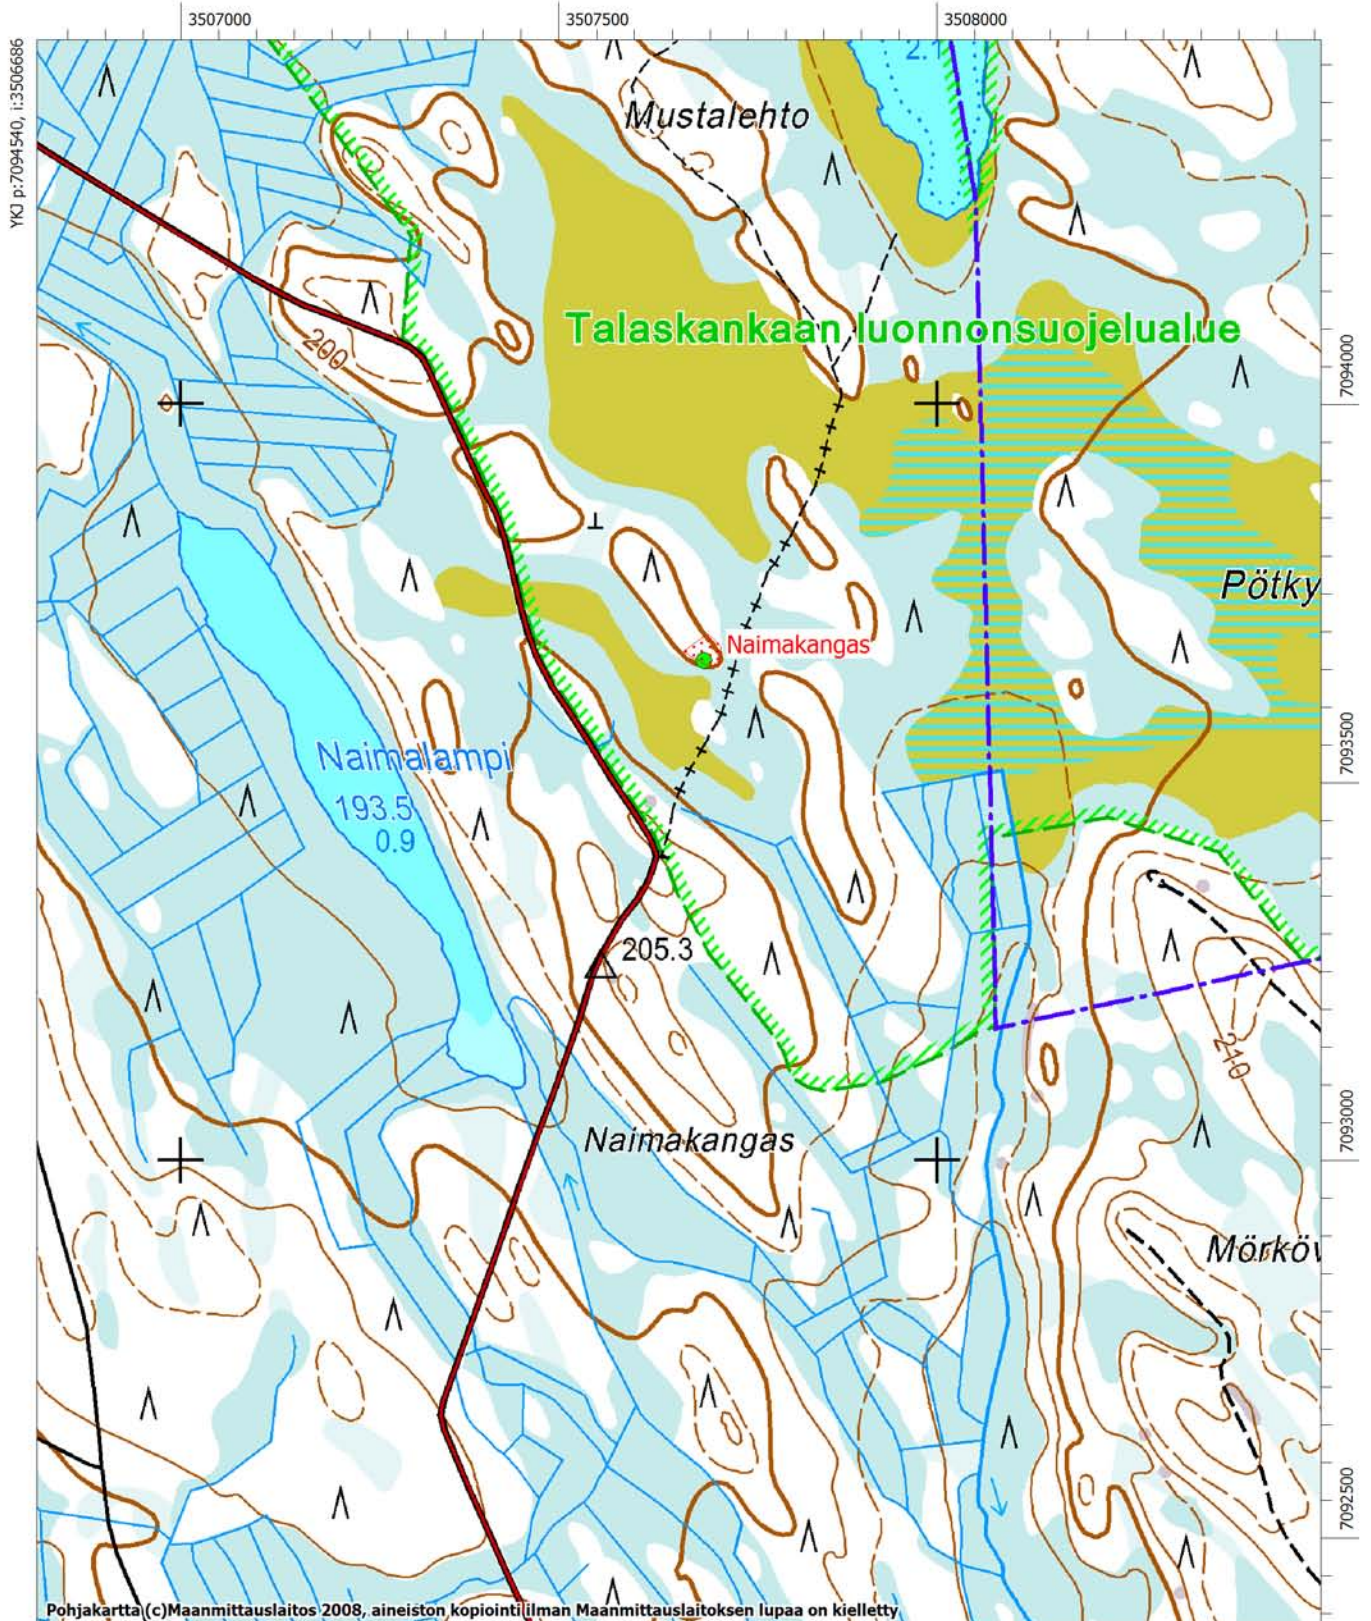 3507000
3507500
3508000
YKJ p:7094540, i:3506686
2.1
Mustalehto
Talaskankaan luonnonsuojelualue
200
7094000
Pötky
Naimakangas
7093500
Naimalampi
193.5
0.9
205.3
210
7093000
Naimakangas
Mörköv
7092500
Pohjakartta (c)Maanmittauslaitos 2008, aineiston kopiointi ilman Maanmittauslaitoksen lupaa on kielletty